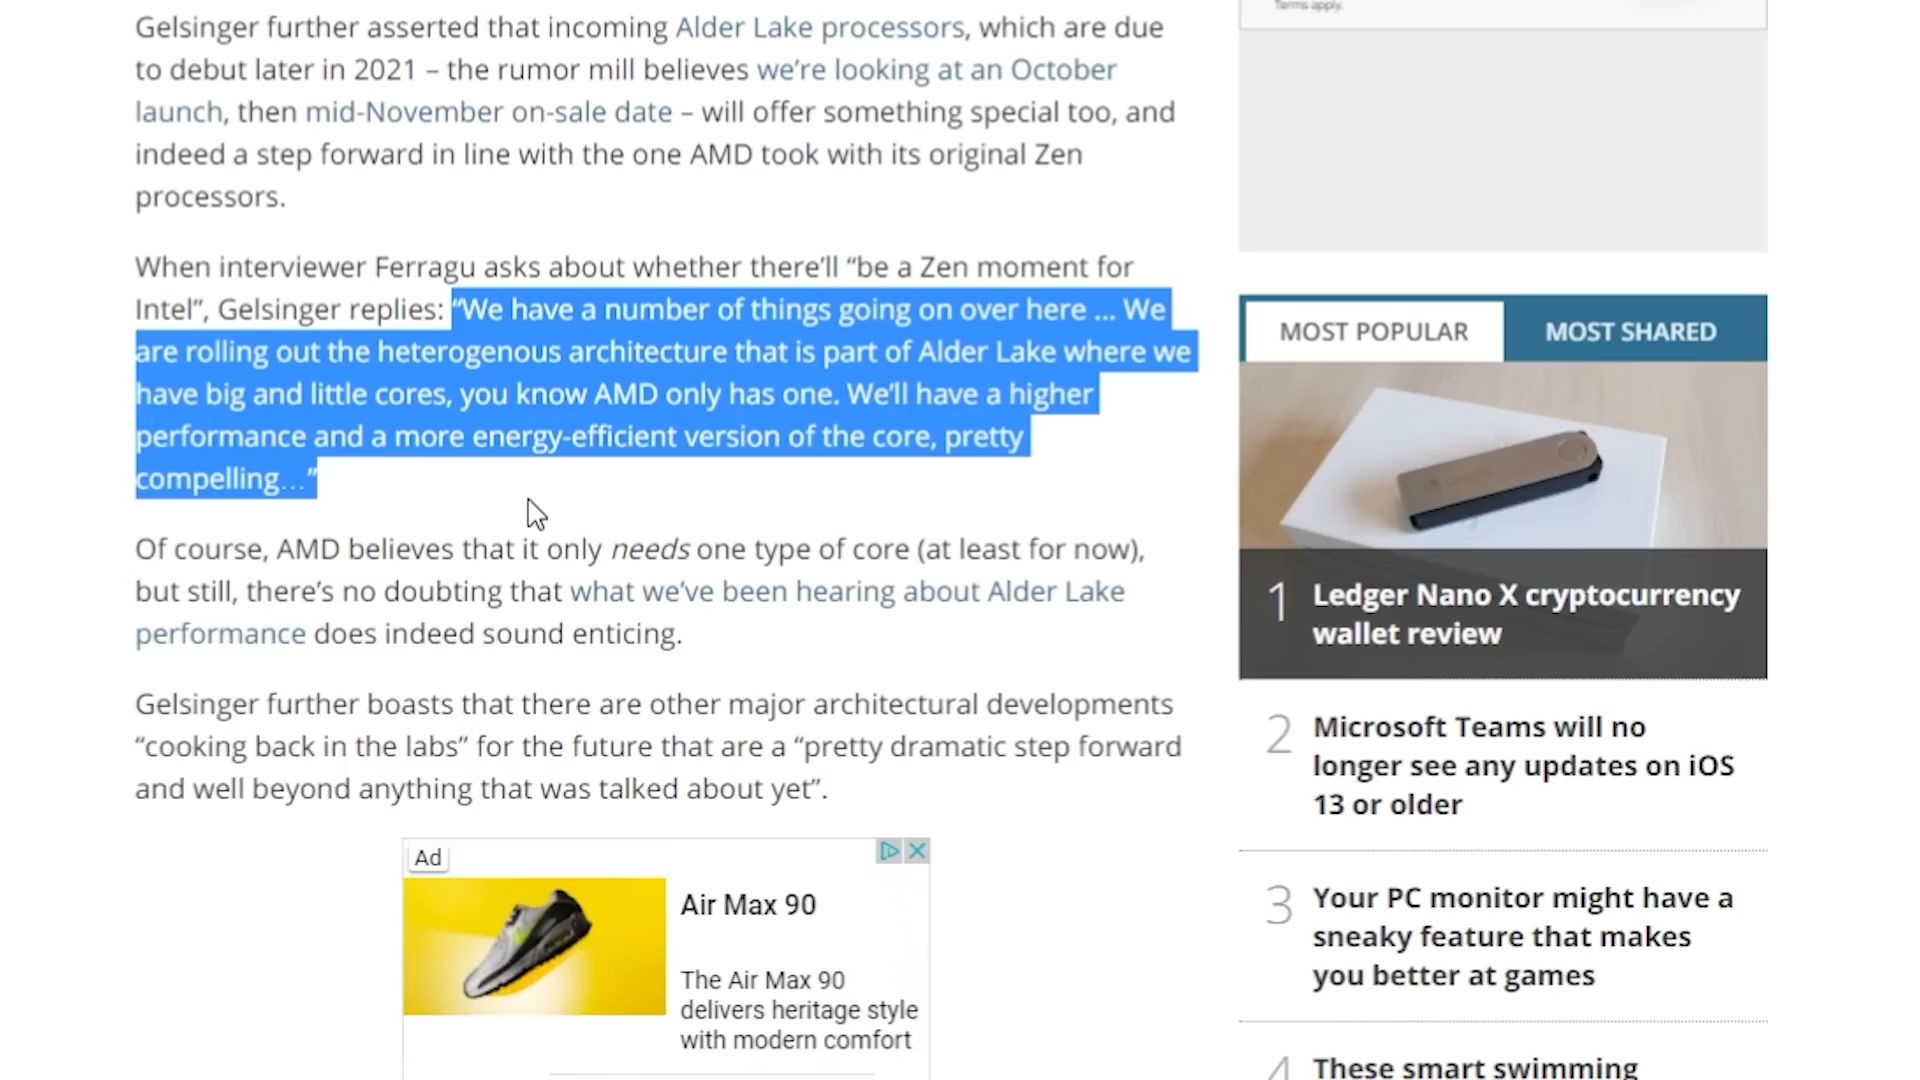 Gelsinger further asserted that incoming Alder Lake processors, which are due
to debut later in 2021 – the rumor mill believes we’re looking at an October
launch, then mid-November on-sale date – will offer something special too, and
indeed a step forward in line with the one AMD took with its original Zen
processors.
When interviewer Ferragu asks about whether there’ll “be a Zen moment for
Intel”, Gelsinger replies: “We have a number of things going on over here ... We
are rolling out the heterogenous architecture that is part of Alder Lake where we
have big and little cores, you know AMD only has one. We’ll have a higher
performance and a more energy-efficient version of the core, pretty
compelling…”
Of course, AMD believes that it only needs one type of core (at least for now),
but still, there’s no doubting that what we’ve been hearing about Alder Lake
performance does indeed sound enticing.
Gelsinger further boasts that there are other major architectural developments
“cooking back in the labs” for the future that are a “pretty dramatic step forward
and well beyond anything that was talked about yet”.
Ad
Air Max 90
The Air Max 90
delivers heritage style
with modern comfort
Terms apply.
MOST POPULAR
MOST SHARED
1 Ledger Nano X cryptocurrency
wallet review
2 Microsoft Teams will no
longer see any updates on iOS
13 or older
3 Your PC monitor might have a
sneaky feature that makes
you better at games
4 These smart swimming